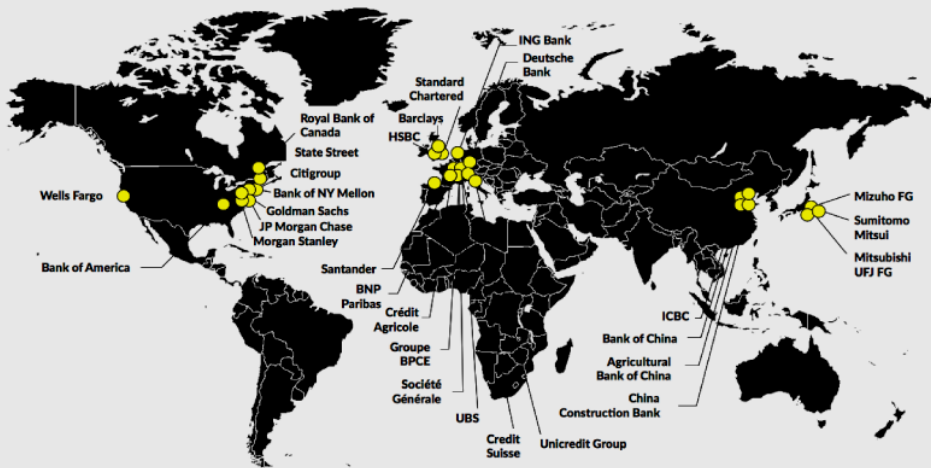 ING Bank
Deutsche
Bank
Standard
Chartered
Barclays
HSBC
Royal Bank of
Canada
State Street
Citigroup
Bank of NY Mellon
Goldman Sachs
JP Morgan Chase
Morgan Stanley
Wells Fargo
Bank of America
Santander
BNP
Paribas
Crédit
Agricole
Groupe
BPCE
Société
Générale
UBS
Credit
Suisse
Unicredit Group
ICBC
Bank of China
Agricultural
Bank of China
China
Construction Bank
Mizuho FG
Sumitomo
Mitsui
Mitsubishi
UFJ FG